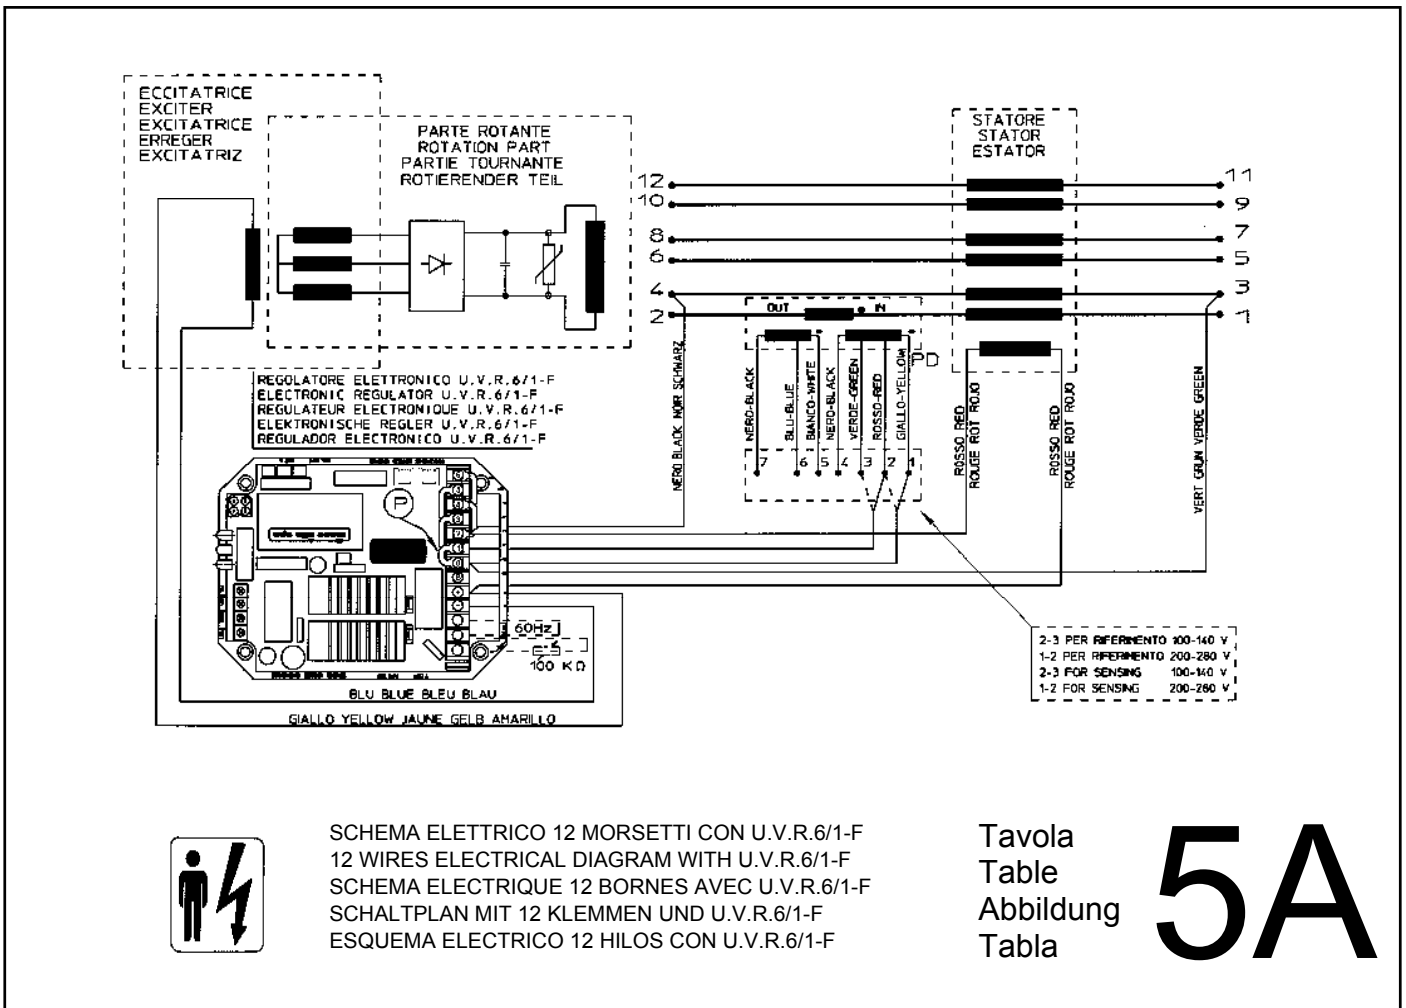 ECCITATRICE
EXCITER
EXCITATRICE
ERREGER
EXCITATRIZ
PARTE ROTANTE
ROTATION PART
PARTIE TOURNANTE
ROTIERENDER TEIL
STATORE
STATOR
ESTATOR
12
11
10
9
8
7
6
5
4
3
2
1
OUT
IN
PD
NERO-BLACK
BLU-BLUE
BIANCO-WHITE
NERO-BLACK
VERDE-GREEN
ROSSO-RED
GIALLO-YELLOW
7 6 5 4 3 2 1
NERO BLACK NOIR SCHWARZ
ROSSO RED
ROUGE ROT ROJO
ROSSO RED
ROUGE ROT ROJO
VERT GRUN VERDE GREEN
REGOLATORE ELETTRONICO U.V.R.6/1-F
ELECTRONIC REGULATOR U.V.R.6/1-F
REGULATEUR ELECTRONIQUE U.V.R.6/1-F
ELEKTRONISCHE REGLER U.V.R.6/1-F
REGULADOR ELECTRONICO U.V.R.6/1-F
P
60Hz
100 KΩ
BLU BLUE BLEU BLAU
GIALLO YELLOW JAUNE GELB AMARILLO
2-3 PER RIFERIMENTO 100-140 V
1-2 PER RIFERIMENTO 200-280 V
2-3 FOR SENSING 100-140 V
1-2 FOR SENSING 200-280 V
SCHEMA ELETTRICO 12 MORSETTI CON U.V.R.6/1-F
12 WIRES ELECTRICAL DIAGRAM WITH U.V.R.6/1-F
SCHEMA ELECTRIQUE 12 BORNES AVEC U.V.R.6/1-F
SCHALTPLAN MIT 12 KLEMMEN UND U.V.R.6/1-F
ESQUEMA ELECTRICO 12 HILOS CON U.V.R.6/1-F
Tavola
Table
Abbildung
Tabla
5A